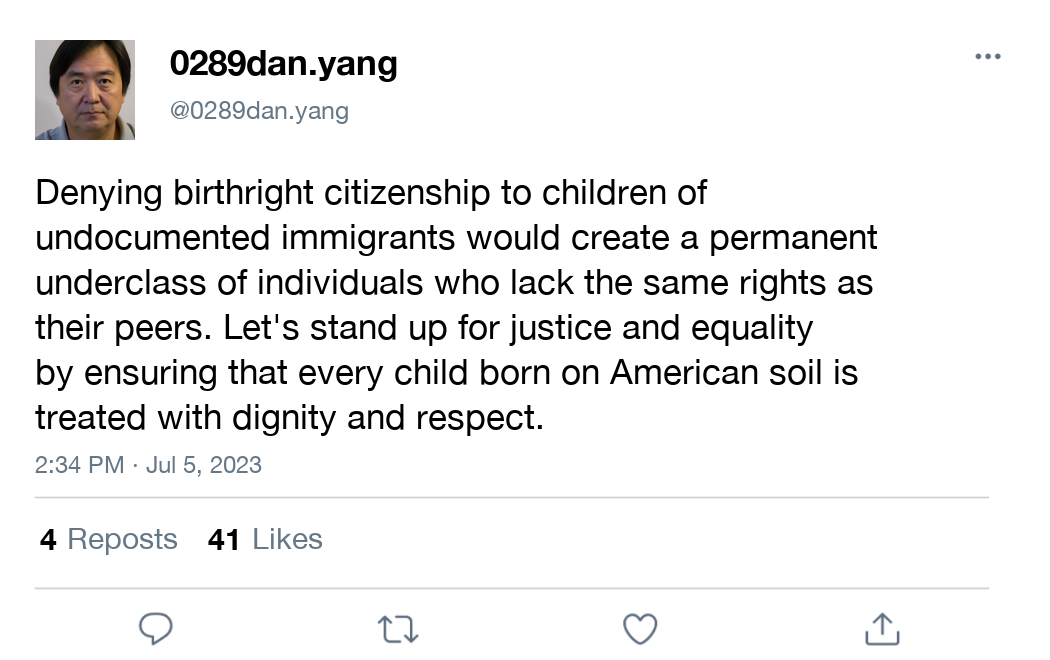 0289dan.yang
@0289dan.yang
Denying birthright citizenship to children of
undocumented immigrants would create a permanent
underclass of individuals who lack the same rights as
their peers. Let's stand up for justice and equality
by ensuring that every child born on American soil is
treated with dignity and respect.
2:34 PM · Jul 5, 2023
4 Reposts 41 Likes